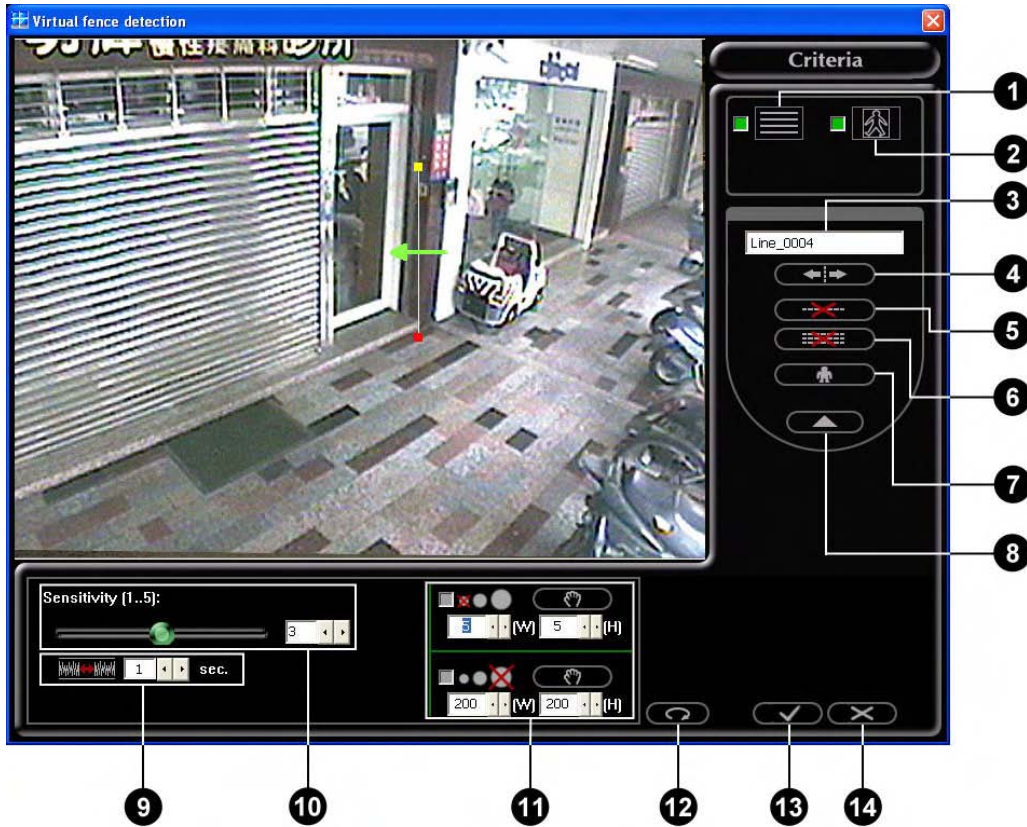 Virtual fence detection
Criteria
1
2
3
Line_0004
4
5
6
7
8
Sensitivity (1..5):
3
1 sec.
5 (W) 5 (H)
200 (W) 200 (H)
9
10
11
12
13
14